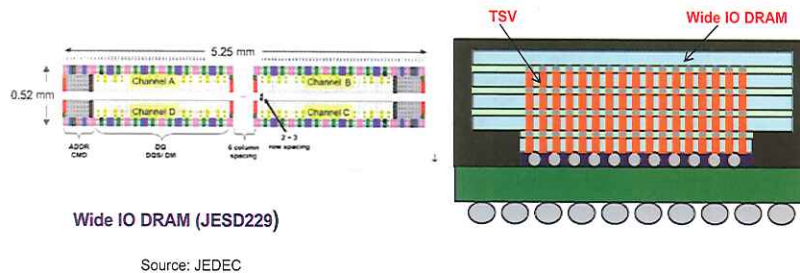 5.25 mm
0.52 mm
Channel A
Channel B
Channel D
Channel C
ADDR
CMD
DQ
DQS/ DM
6 column
spacing
2 - 3
row spacing
Wide IO DRAM (JESD229)
Source: JEDEC
TSV
Wide IO DRAM